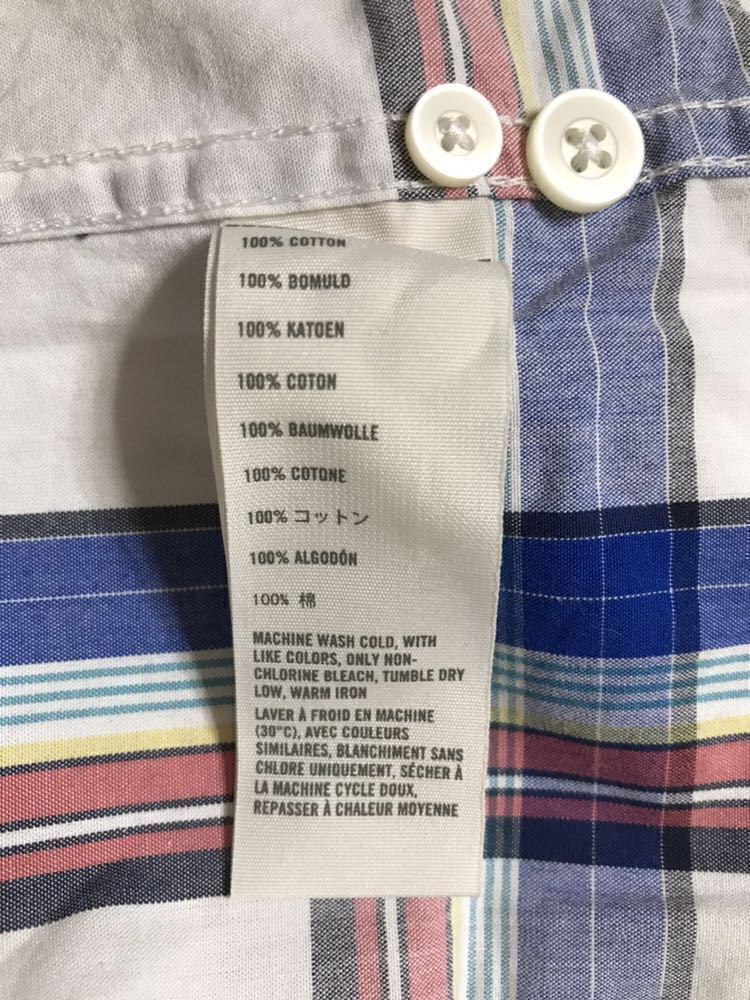 100% COTTON
100% BOMULD
100% KATOEN
100% COTON
100% BAUMWOLLE
100% COTONE
100% コットン
100% ALGODÓN
100% 棉
MACHINE WASH COLD, WITH
LIKE COLORS, ONLY NON-
CHLORINE BLEACH, TUMBLE DRY
LOW, WARM IRON
LAVER À FROID EN MACHINE
(30°C), AVEC COULEURS
SIMILAIRES, BLANCHIMENT SANS
CHLORE UNIQUEMENT, SÉCHER À
LA MACHINE CYCLE DOUX,
REPASSER À CHALEUR MOYENNE